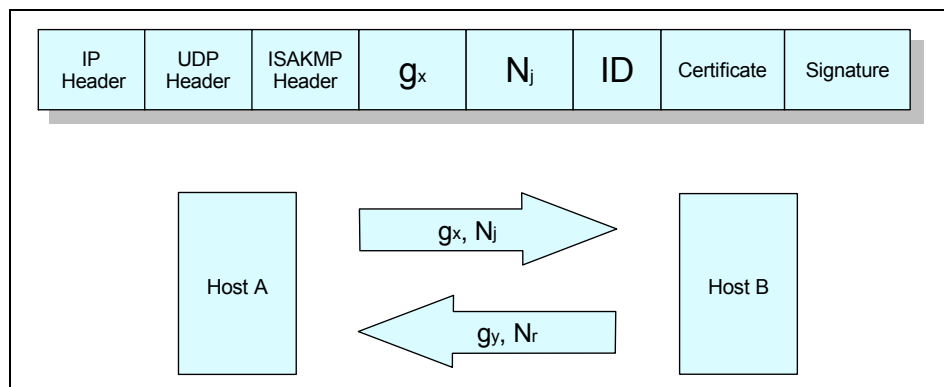 IP
Header
UDP
Header
ISAKMP
Header
gx
Nj
ID
Certificate
Signature
Host A
gx, Nj
Host B
gy, Nr